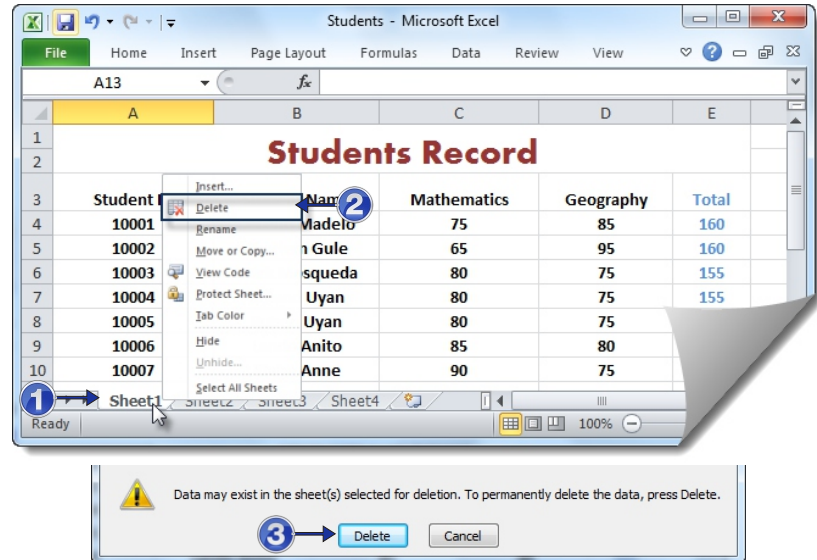 Students - Microsoft Excel
File Home Insert Page Layout Formulas Data Review View
A13 fx
A B C D E
1
2
Students Record
3 Student Nam Mathematics Geography Total
4 10001 Madelo 75 85 160
5 10002 Gule 65 95 160
6 10003 squeda 80 75 155
7 10004 Uyan 80 75 155
8 10005 Uyan 80 75
9 10006 Anito 85 80
10 10007 Anne 90 75
Insert...
Delete
2
Rename
Move or Copy...
View Code
Protect Sheet...
Tab Color
Hide
Unhide...
Select All Sheets
1 Sheet1 Sheet2 Sheet3 Sheet4
Ready 100%
Data may exist in the sheet(s) selected for deletion. To permanently delete the data, press Delete.
3 Delete Cancel